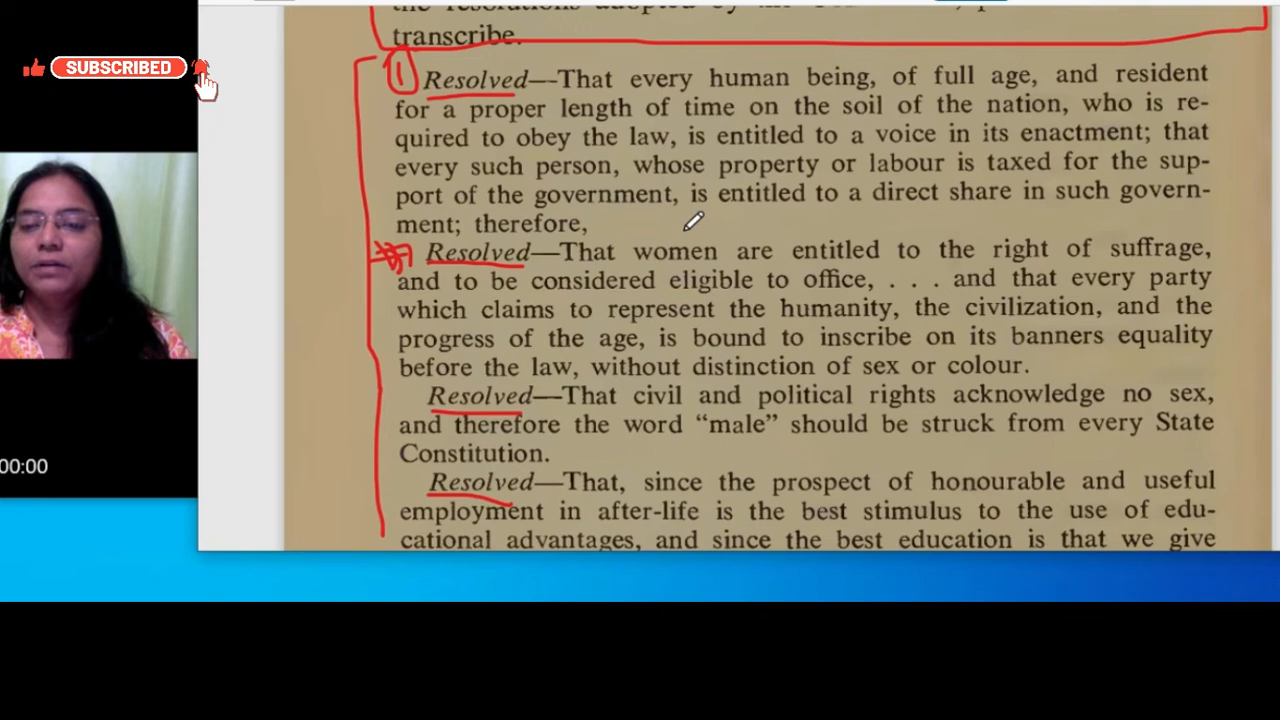 transcribe.
SUBSCRIBED
1 Resolved—That every human being, of full age, and resident
for a proper length of time on the soil of the nation, who is re-
quired to obey the law, is entitled to a voice in its enactment; that
every such person, whose property or labour is taxed for the sup-
port of the government, is entitled to a direct share in such govern-
ment; therefore,
Resolved—That women are entitled to the right of suffrage,
and to be considered eligible to office, . . . and that every party
which claims to represent the humanity, the civilization, and the
progress of the age, is bound to inscribe on its banners equality
before the law, without distinction of sex or colour.
Resolved—That civil and political rights acknowledge no sex,
and therefore the word “male” should be struck from every State
Constitution.
Resolved—That, since the prospect of honourable and useful
employment in after-life is the best stimulus to the use of edu-
cational advantages, and since the best education is that we give
00:00